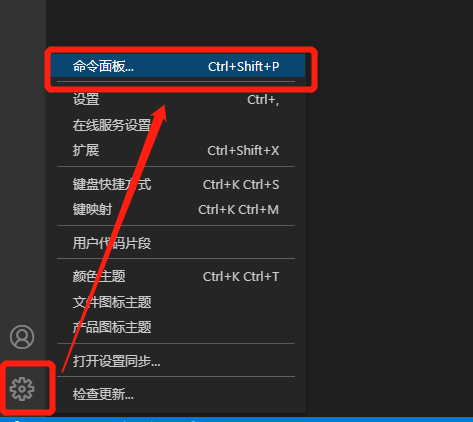 命令面板... Ctrl+Shift+P
设置 Ctrl+,
在线服务设置
扩展 Ctrl+Shift+X
键盘快捷方式 Ctrl+K Ctrl+S
键映射 Ctrl+K Ctrl+M
用户代码片段
颜色主题 Ctrl+K Ctrl+T
文件图标主题
产品图标主题
打开设置同步...
检查更新...